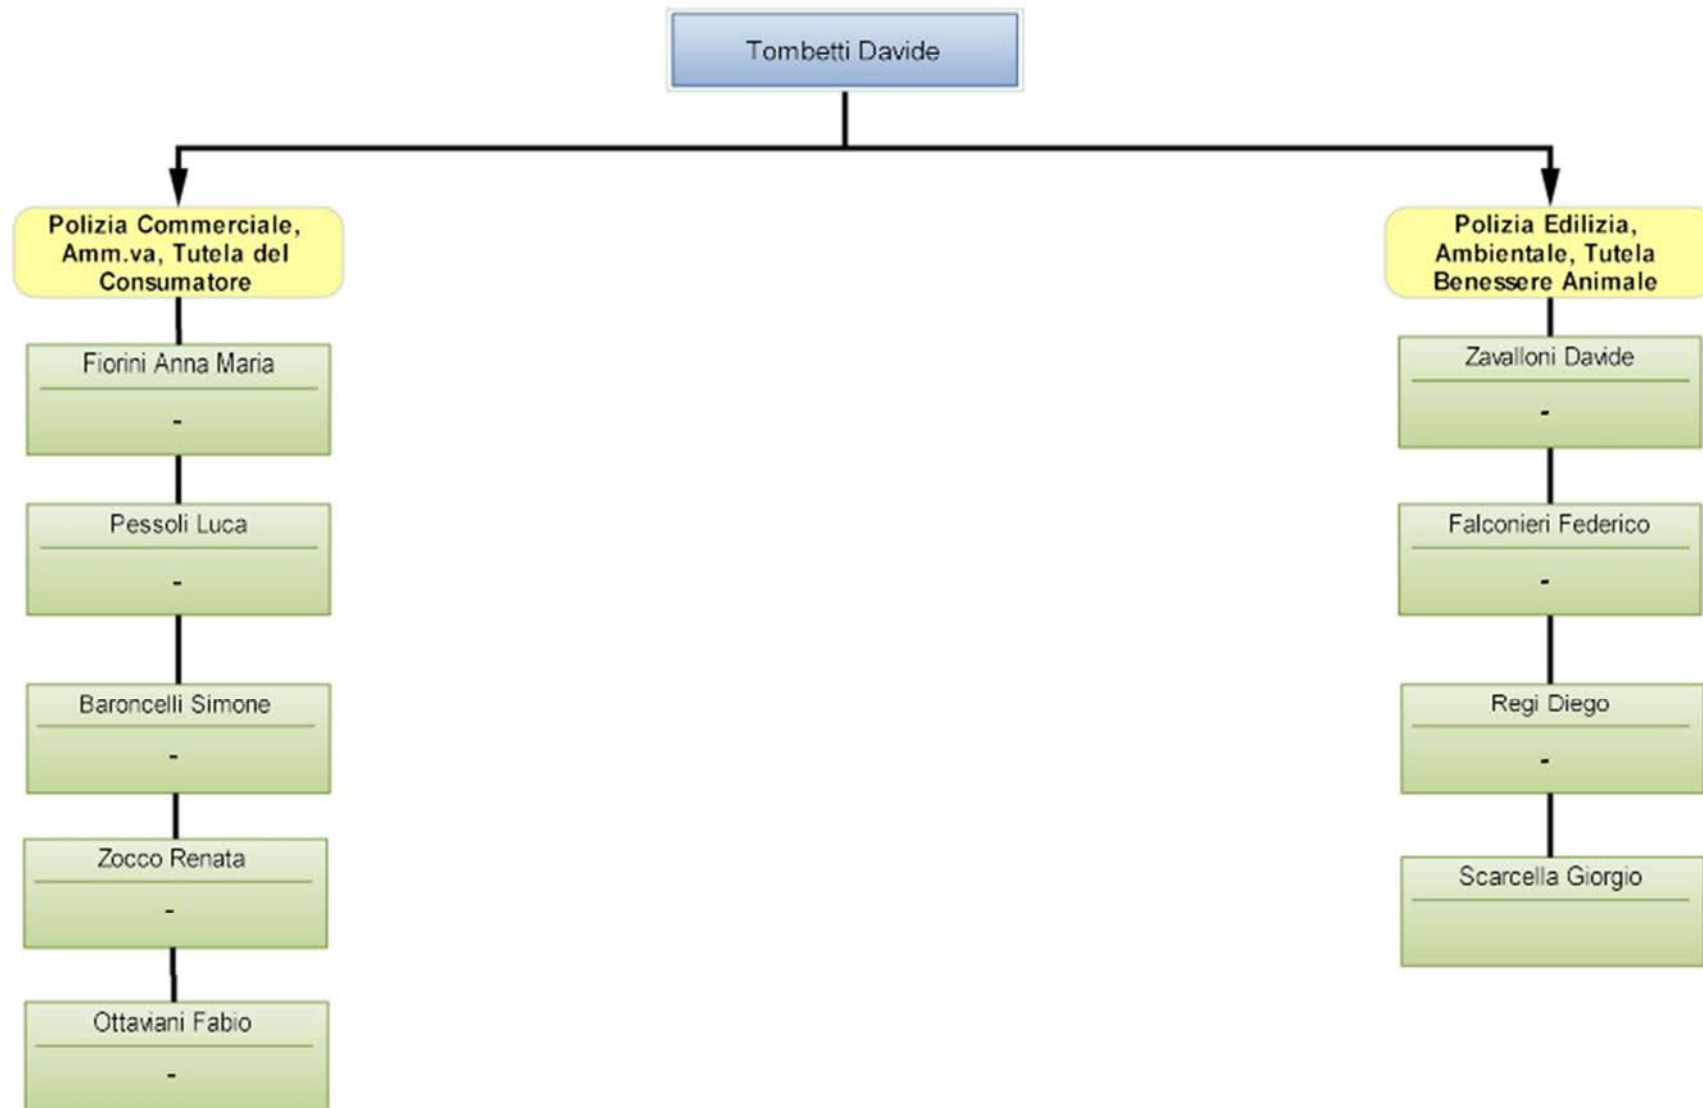 Tombetti Davide
Polizia Commerciale,
Amm.va, Tutela del
Consumatore
Fiorini Anna Maria
-
Pessoli Luca
-
Baroncelli Simone
-
Zocco Renata
-
Ottaviani Fabio
-
Polizia Edilizia,
Ambientale, Tutela
Benessere Animale
Zavalloni Davide
-
Falconieri Federico
-
Regi Diego
-
Scarcella Giorgio